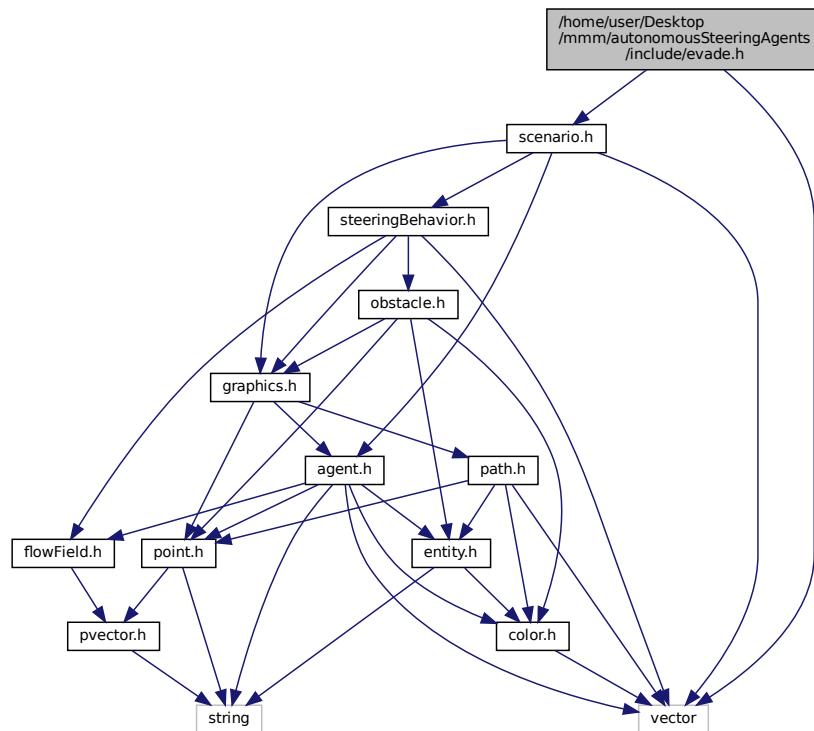 /home/user/Desktop
/mmm/autonomousSteeringAgents
/include/evade.h
scenario.h
steeringBehavior.h
obstacle.h
graphics.h
agent.h
path.h
flowField.h
point.h
entity.h
pvector.h
color.h
string
vector